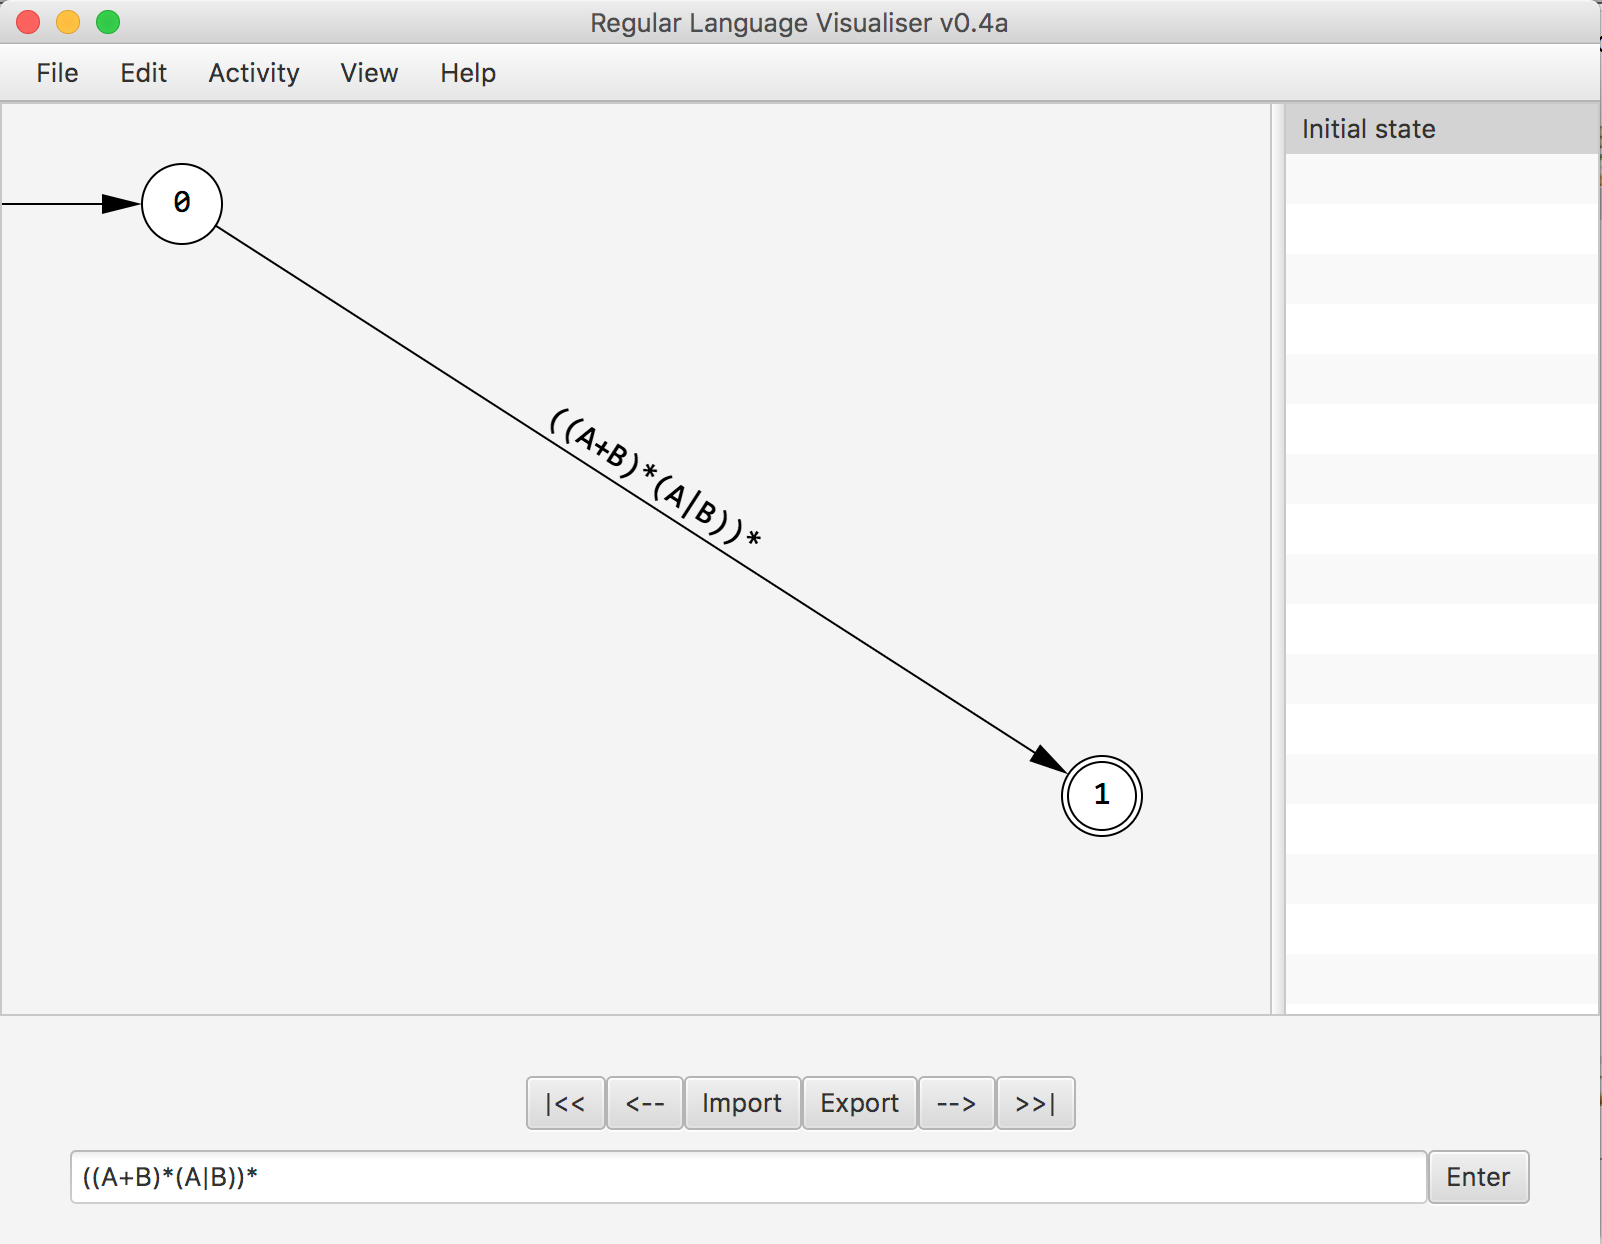 Regular Language Visualiser v0.4a
File Edit Activity View Help
Initial state
0
((A+B)*(A|B))*
1
|<< <-- Import Export --> >>|
((A+B)*(A|B))* Enter